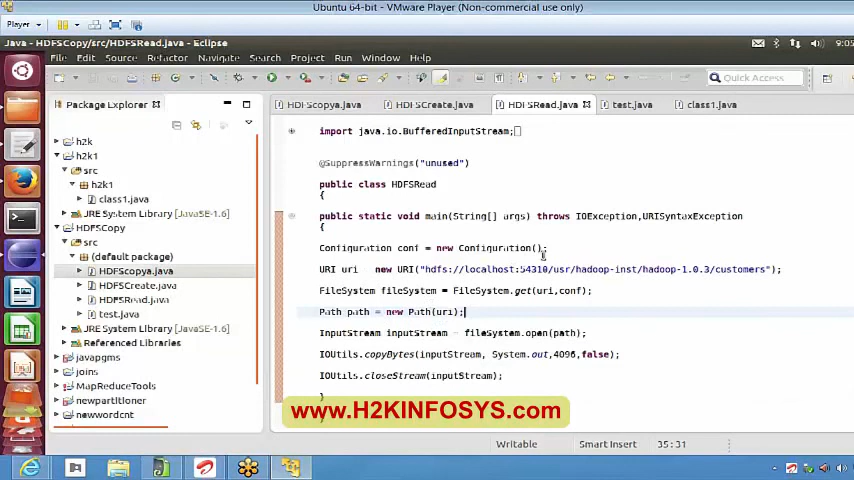 Ubuntu 64-bit - VMware Player (Non-commercial use only)
Player
Java - HDFSCopy/src/HDFSRead.java - Eclipse
9:05
File Edit Source Refactor Navigate Search Project Run Window Help
Quick Access
Package Explorer
HDFScopya.java
HDFSCreate.java
HDFSRead.java
test.java
class1.java
h2k
h2k1
src
h2k1
class1.java
JRE System Library [JavaSE-1.6]
HDFSCopy
src
(default package)
HDFScopya.java
HDFSCreate.java
HDFSRead.java
test.java
JRE System Library [JavaSE-1.6]
Referenced Libraries
javapgms
joins
MapReduceTools
newpartitioner
newwordcnt
import java.io.BufferedInputStream;
@SuppressWarnings("unused")
public class HDFSRead
{
public static void main(String[] args) throws IOException,URISyntaxException
{
Configuration conf = new Configuration();
URI uri = new URI("hdfs://localhost:54310/usr/hadoop-inst/hadoop-1.0.3/customers");
FileSystem fileSystem = FileSystem.get(uri,conf);
Path path = new Path(uri);
InputStream inputStream = fileSystem.open(path);
IOUtils.copyBytes(inputStream, System.out,4096,false);
IOUtils.closeStream(inputStream);
}
www.H2KINFOSYS.com
Writable
Smart Insert
35:31